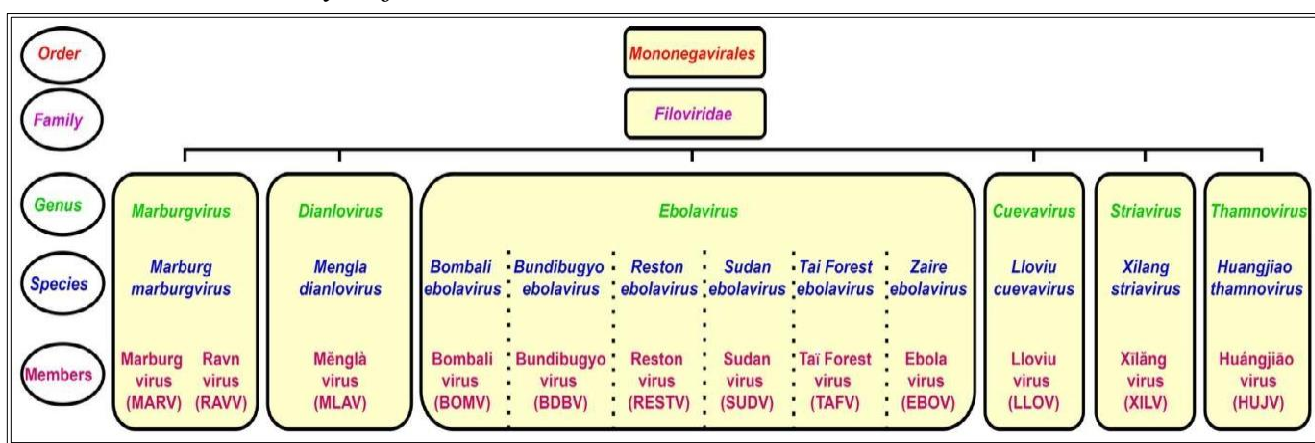 Order
Mononegavirales
Family
Filoviridae
Genus
Marburgvirus
Dianlovirus
Ebolavirus
Cuevavirus
Striavirus
Thamnovirus
Species
Marburg
marburgvirus
Mengla
dianlovirus
Bombali
ebolavirus
Bundibugyo
ebolavirus
Reston
ebolavirus
Sudan
ebolavirus
Tai Forest
ebolavirus
Zaire
ebolavirus
Lloviu
cuevavirus
Xilang
striavirus
Huangjiao
thamnovirus
Members
Marburg
virus
(MARV)
Ravn
virus
(RAVV)
Měnglà
virus
(MLAV)
Bombali
virus
(BOMV)
Bundibugyo
virus
(BDBV)
Reston
virus
(RESTV)
Sudan
virus
(SUDV)
Taï Forest
virus
(TAFV)
Ebola
virus
(EBOV)
Lloviu
virus
(LLOV)
Xīlǎng
virus
(XILV)
Huángjiāo
virus
(HUJV)